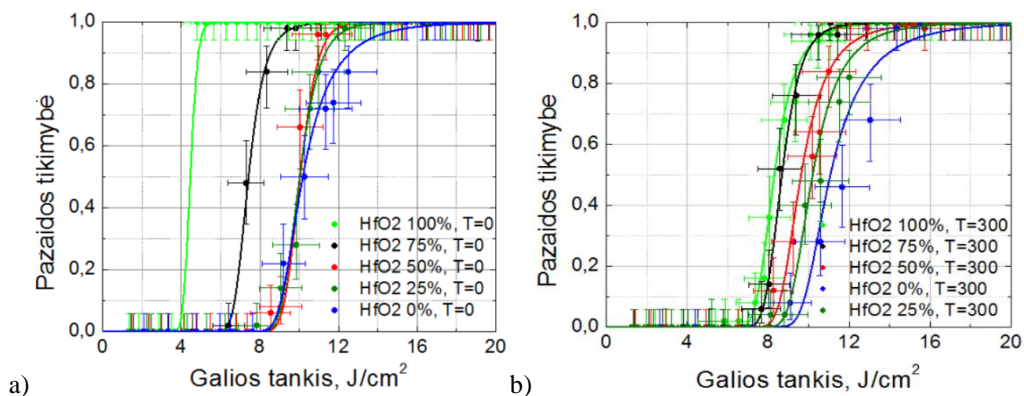 1,0
0,8
0,6
0,4
0,2
0,0
Pazaidos tikimybė
HfO2 100%, T=0
HfO2 75%, T=0
HfO2 50%, T=0
HfO2 25%, T=0
HfO2 0%, T=0
0 4 8 12 16 20
Galios tankis, J/cm²
a)
1,0
0,8
0,6
0,4
0,2
0,0
Pazaidos tikimybe
HfO2 100%, T=300
HfO2 75%, T=300
HfO2 50%, T=300
HfO2 0%, T=300
HfO2 25%, T=300
0 4 8 12 16 20
Galios tankis, J/cm²
b)